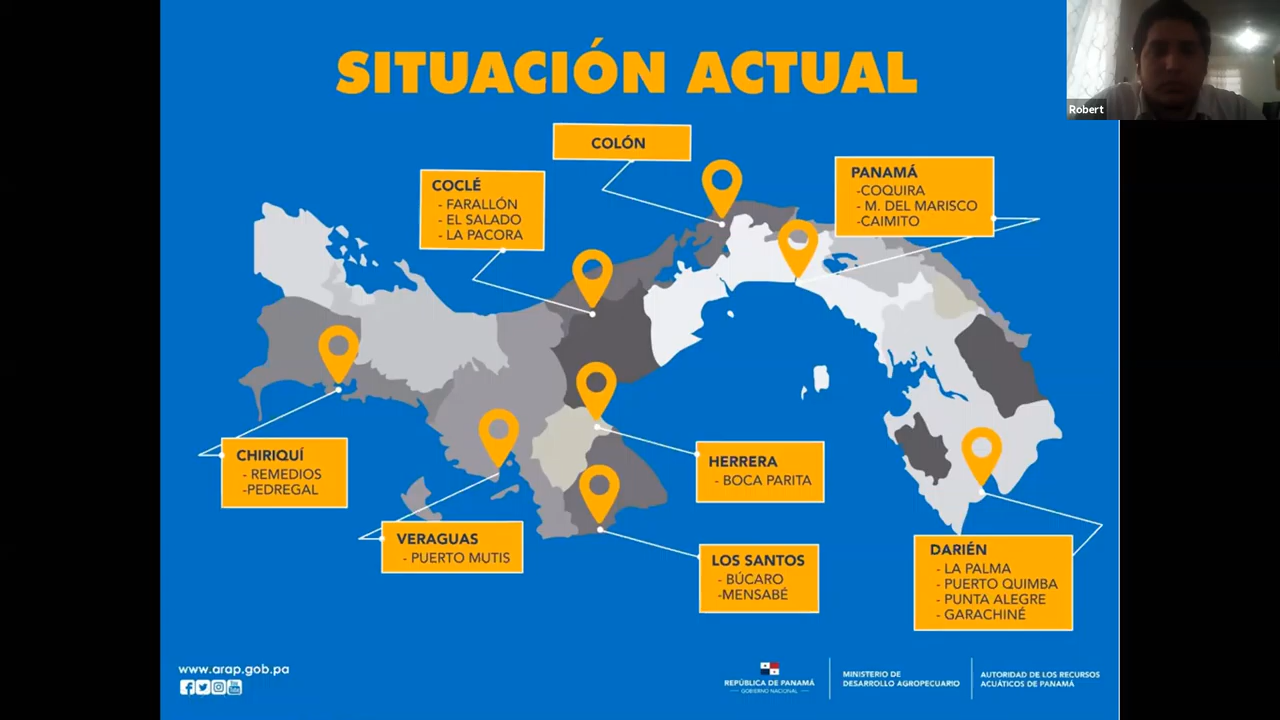 SITUACIÓN ACTUAL
Robert
COLÓN
COCLÉ
- FARALLÓN
- EL SALADO
- LA PACORA
PANAMÁ
-COQUIRA
- M. DEL MARISCO
-CAIMITO
CHIRIQUÍ
- REMEDIOS
-PEDREGAL
VERAGUAS
- PUERTO MUTIS
HERRERA
- BOCA PARITA
LOS SANTOS
- BÚCARO
-MENSABÉ
DARIÉN
- LA PALMA
- PUERTO QUIMBA
- PUNTA ALEGRE
- GARACHINÉ
www.arap.gob.pa
REPÚBLICA DE PANAMÁ
— GOBIERNO NACIONAL —
MINISTERIO DE
DESARROLLO AGROPECUARIO
AUTORIDAD DE LOS RECURSOS
ACUÁTICOS DE PANAMÁ